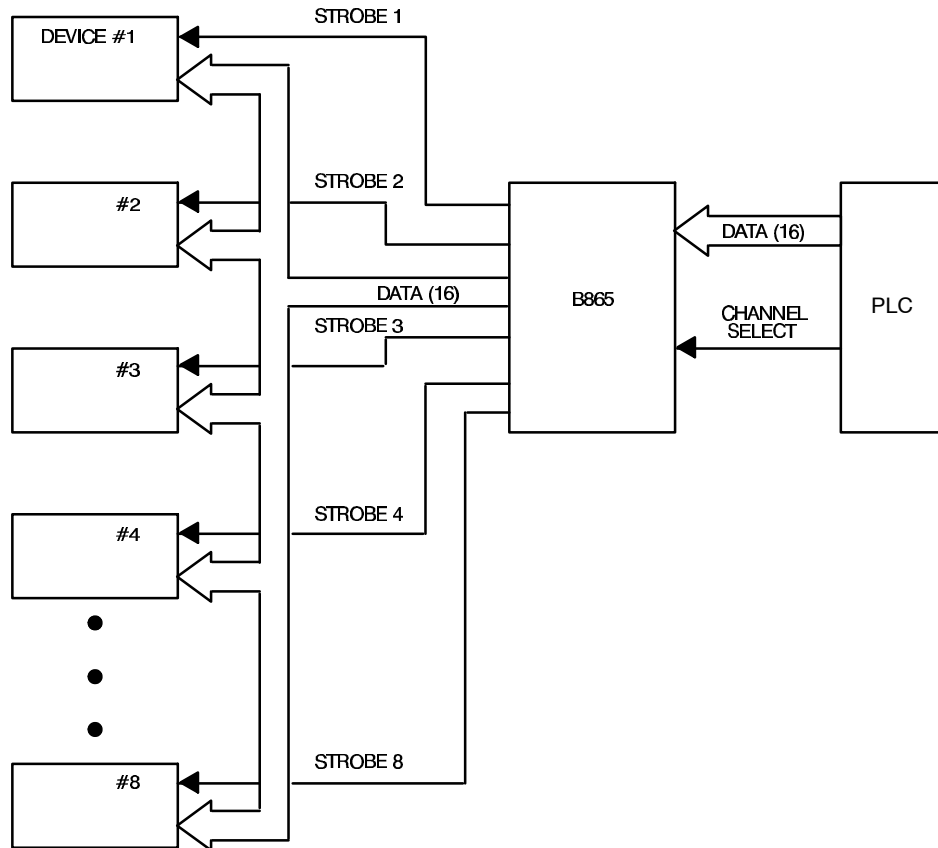 STROBE 1
DEVICE #1
STROBE 2
#2
DATA (16)
DATA (16)
B865
PLC
STROBE 3
CHANNEL
SELECT
#3
STROBE 4
#4
STROBE 8
#8